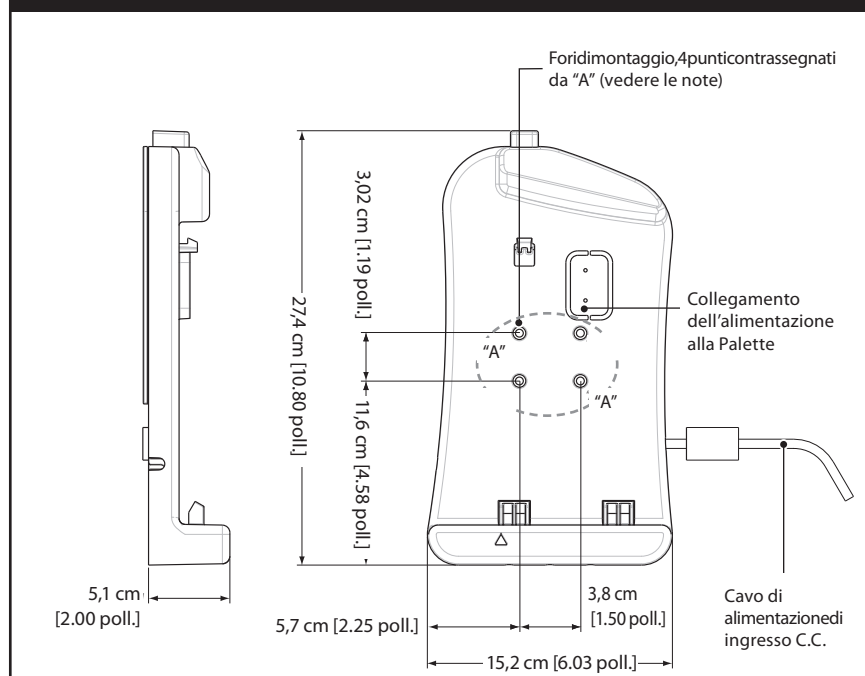 Foridimontaggio,4punticontrassegnati
da “A” (vedere le note)
3,02 cm [1.19 poll.]
27,4 cm [10.80 poll.]
Collegamento
dell’alimentazione
alla Palette
“A”
“A”
11,6 cm [4.58 poll.]
5,1 cm
[2.00 poll.]
3,8 cm
[1.50 poll.]
5,7 cm [2.25 poll.]
15,2 cm [6.03 poll.]
Cavo di
alimentazionedi
ingresso C.C.